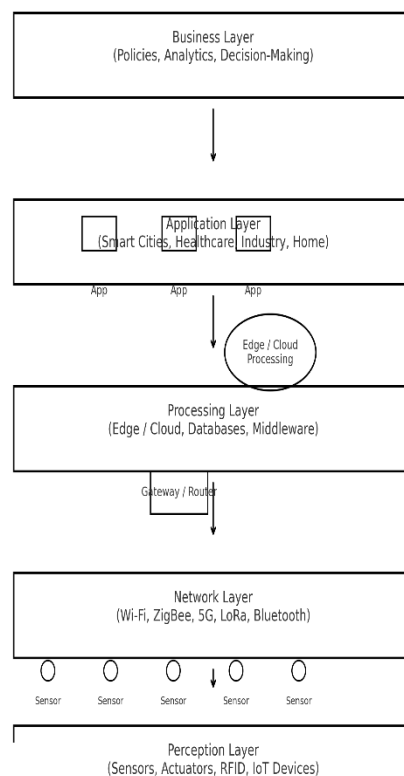 Business Layer
(Policies, Analytics, Decision-Making)
Application Layer
(Smart Cities, Healthcare, Industry, Home)
App App App
Edge / Cloud
Processing
Processing Layer
(Edge / Cloud, Databases, Middleware)
Gateway / Router
Network Layer
(Wi-Fi, ZigBee, 5G, LoRa, Bluetooth)
Sensor Sensor Sensor Sensor Sensor
Perception Layer
(Sensors, Actuators, RFID, IoT Devices)